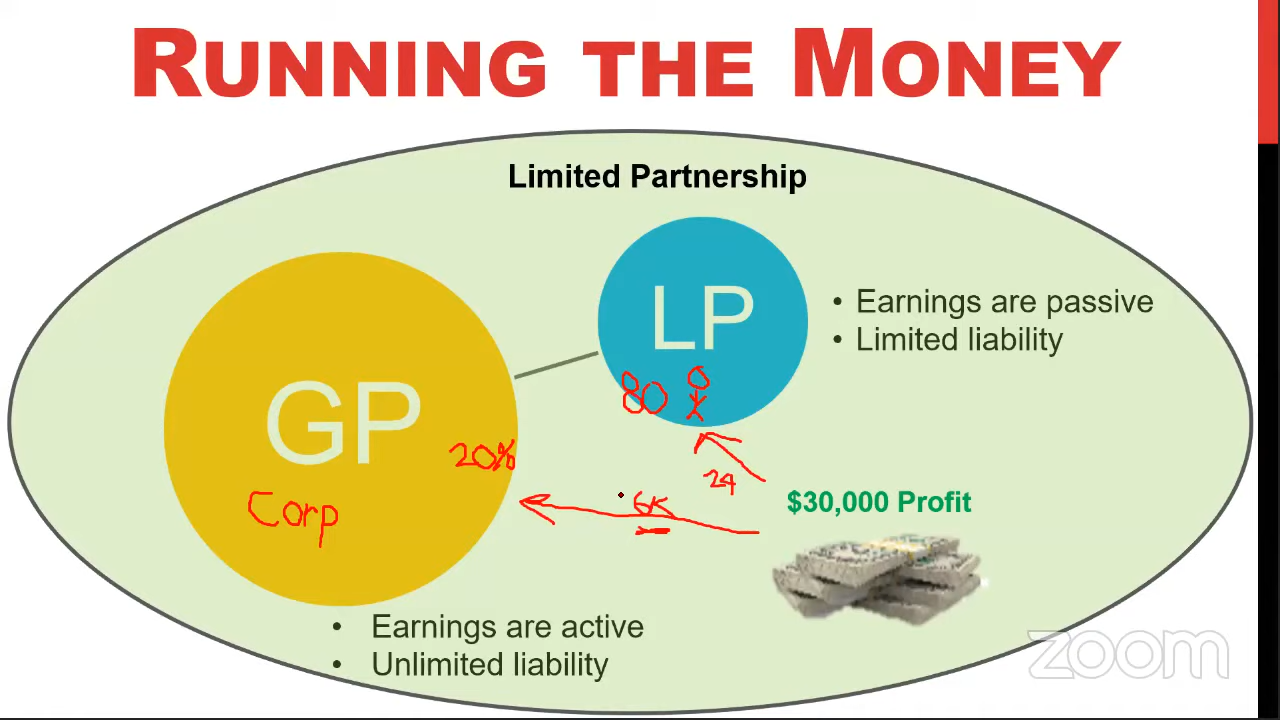 RUNNING THE MONEY
Limited Partnership
LP
• Earnings are passive
• Limited liability
80
GP
20%
24
6K
$30,000 Profit
Corp
• Earnings are active
• Unlimited liability
zoom